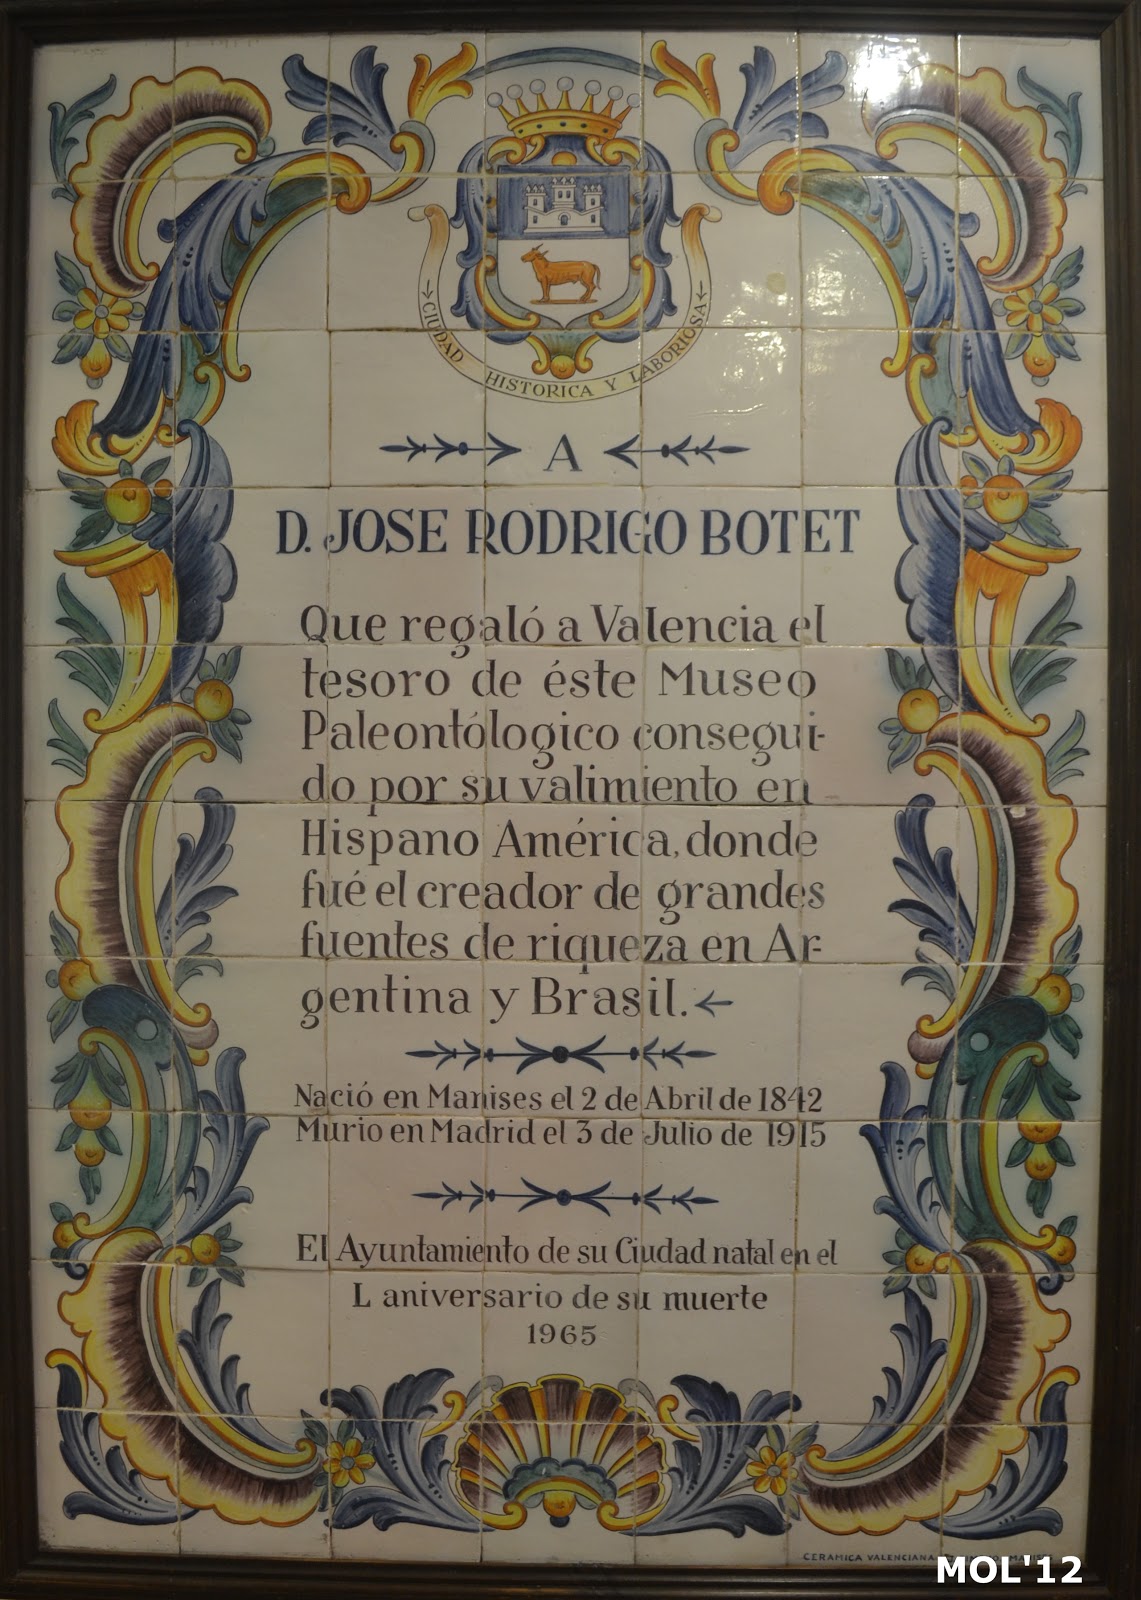 CIUDAD HISTORICA Y LABORIOSA
A
D. JOSE RODRIGO BOTET
Que regaló a Valencia el
tesoro de éste Museo
Paleontólogico consegui-
do por su valimiento en
Hispano América, donde
fué el creador de grandes
fuentes de riqueza en Ar-
gentina y Brasil.
Nació en Manises el 2 de Abril de 1842
Murio en Madrid el 3 de Julio de 1915
El Ayuntamiento de su Ciudad natal en el
L aniversario de su muerte
1965
CERAMICA VALENCIANA
MOL'12